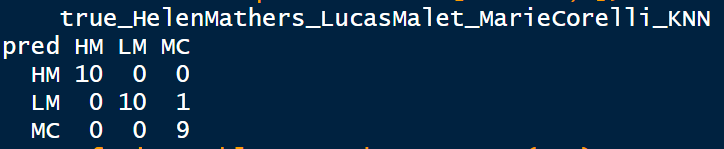 true_HelenMathers_LucasMalet_MarieCorelli_KNN
pred HM LM MC
HM 10 0 0
LM 0 10 1
MC 0 0 9